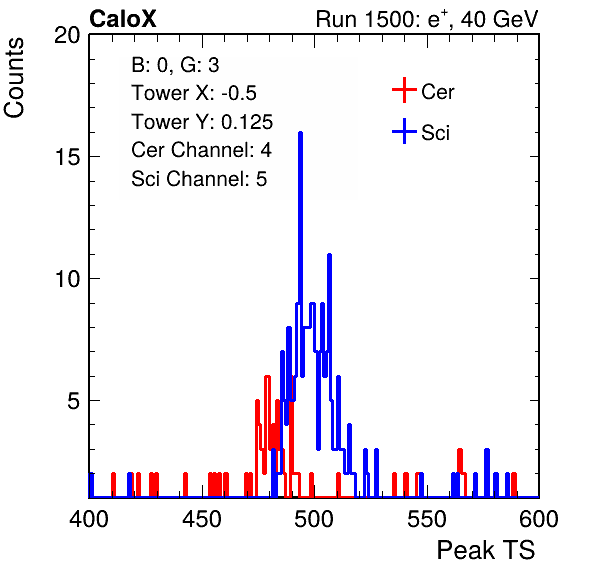 CaloX
Run 1500: e+, 40 GeV
Counts
20
15
10
5
B: 0, G: 3
Tower X: -0.5
Tower Y: 0.125
Cer Channel: 4
Sci Channel: 5
Cer
Sci
400 450 500 550 600
Peak TS